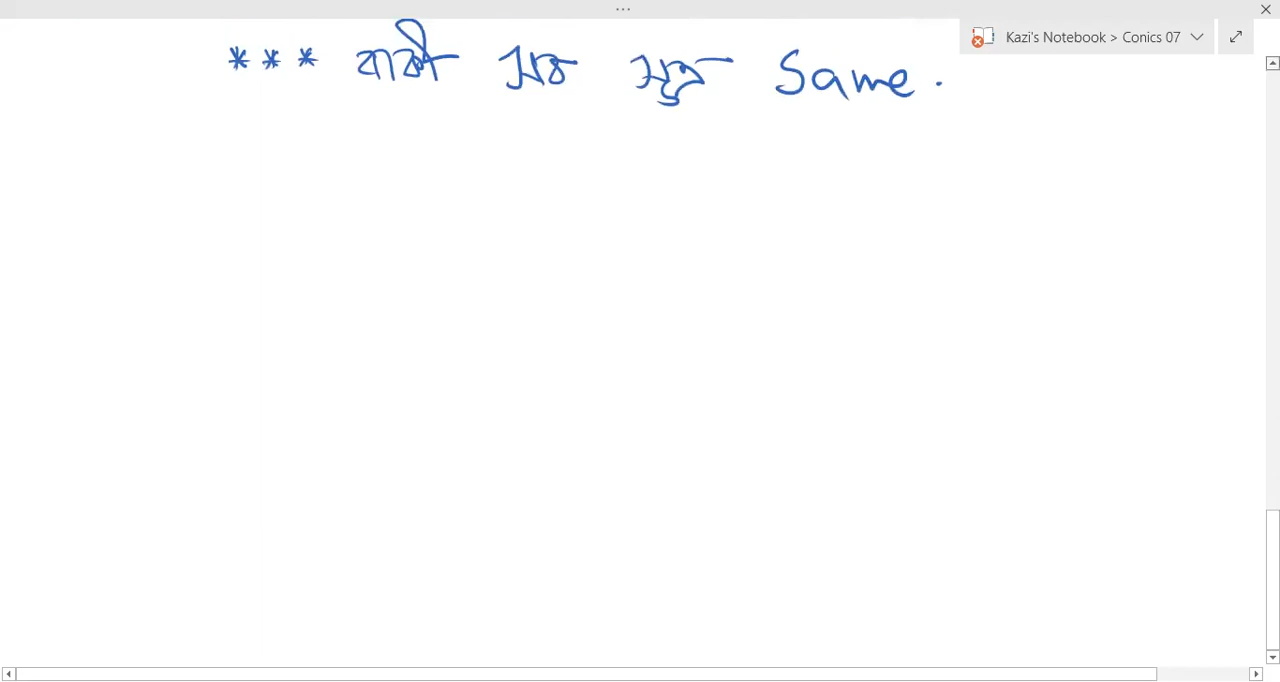 *** বাকী সব সূত্র Same.
Kazi's Notebook > Conics 07